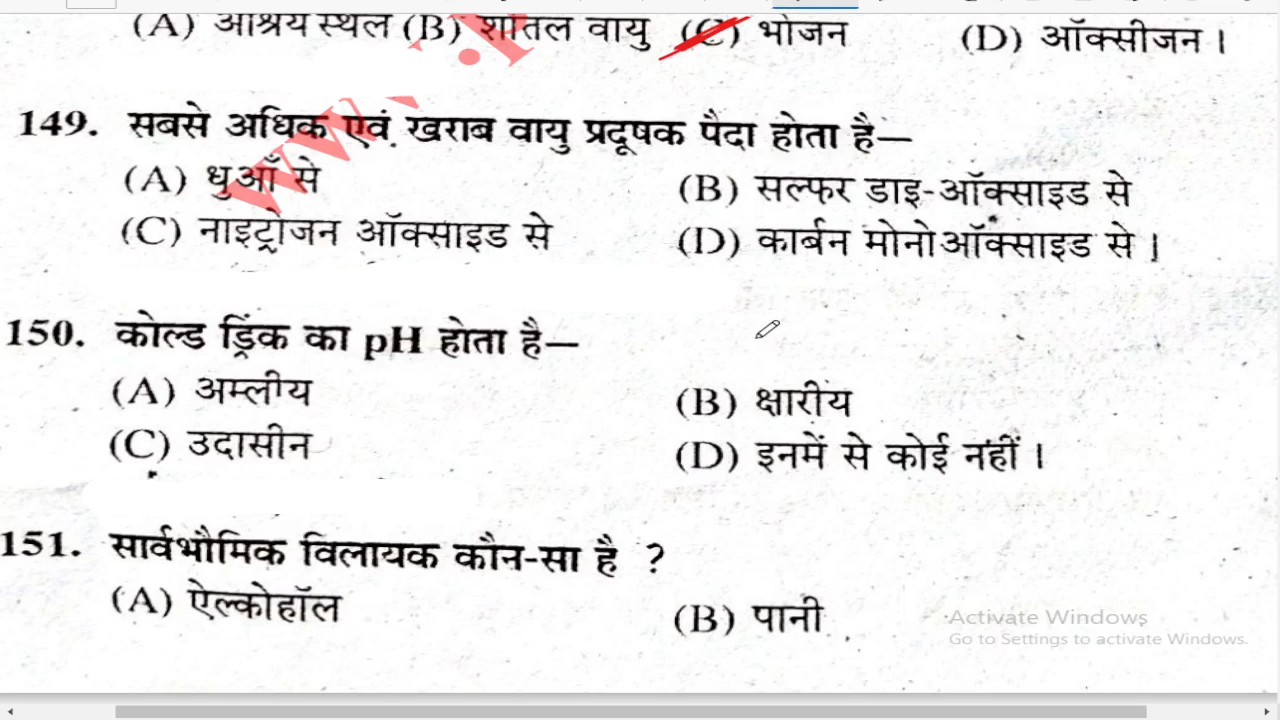 (A) आश्रय स्थल (B) शीतल वायु (C) भोजन (D) ऑक्सीजन।
149. सबसे अधिक एवं खराब वायु प्रदूषक पैदा होता है—
(A) धुआँ से (B) सल्फर डाइ-ऑक्साइड से
(C) नाइट्रोजन ऑक्साइड से (D) कार्बन मोनोऑक्साइड से।
150. कोल्ड ड्रिंक का pH होता है—
(A) अम्लीय (B) क्षारीय
(C) उदासीन (D) इनमें से कोई नहीं।
151. सार्वभौमिक विलायक कौन-सा है ?
(A) ऐल्कोहॉल (B) पानी
Activate Windows
Go to Settings to activate Windows.
www.